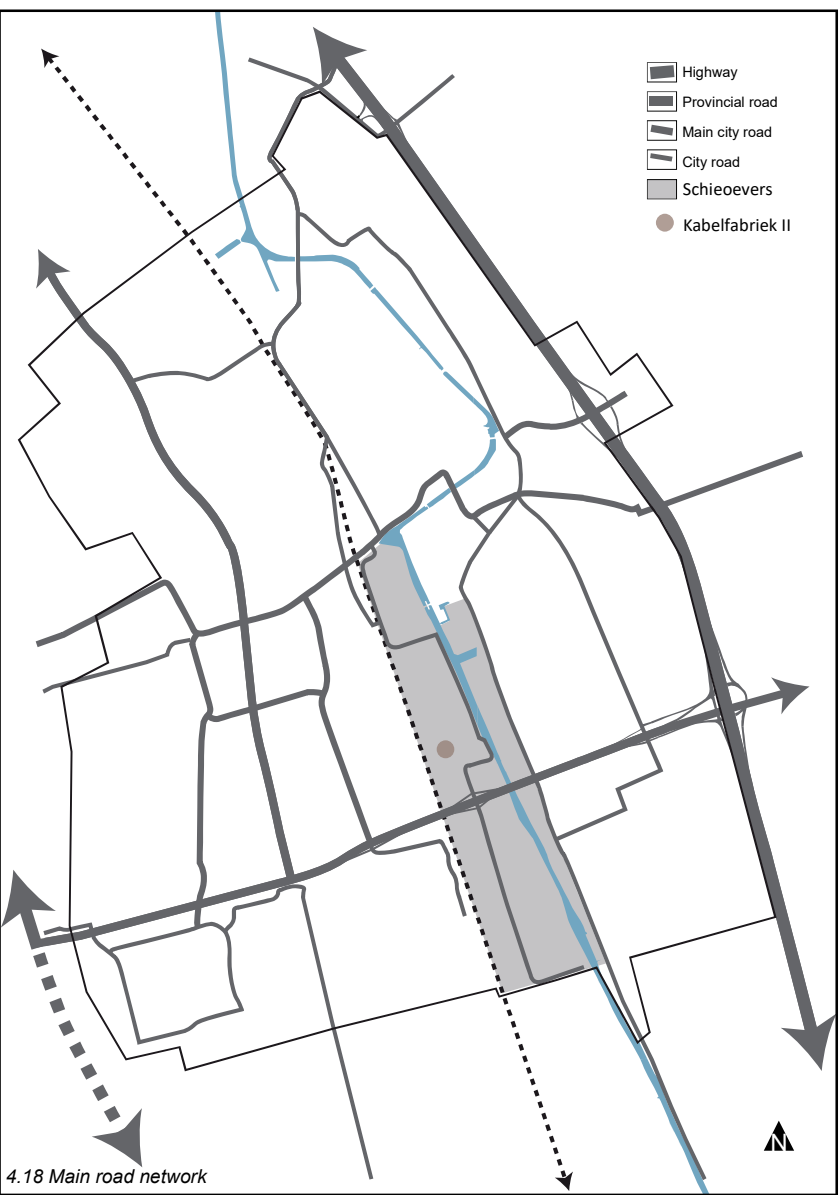 Highway
Provincial road
Main city road
City road
Schieoevers
Kabelfabriek II
N
4.18 Main road network